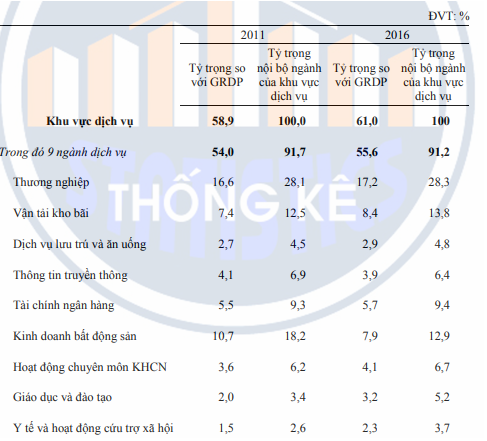 ĐVT: %
2011 2016
Tỷ trọng so với GRDP Tỷ trọng nội bộ ngành của khu vực dịch vụ Tỷ trọng so với GRDP Tỷ trọng nội bộ ngành của khu vực dịch vụ
Khu vực dịch vụ 58,9 100,0 61,0 100
Trong đó 9 ngành dịch vụ 54,0 91,7 55,6 91,2
Thương nghiệp 16,6 28,1 17,2 28,3
THỐNG KÊ
Vận tải kho bãi 7,4 12,5 8,4 13,8
Dịch vụ lưu trú và ăn uống 2,7 4,5 2,9 4,8
Thông tin truyền thông 4,1 6,9 3,9 6,4
Tài chính ngân hàng 5,5 9,3 5,7 9,4
Kinh doanh bất động sản 10,7 18,2 7,9 12,9
Hoạt động chuyên môn KHCN 3,6 6,2 4,1 6,7
Giáo dục và đào tạo 2,0 3,4 3,2 5,2
Y tế và hoạt động cứu trợ xã hội 1,5 2,6 2,3 3,7